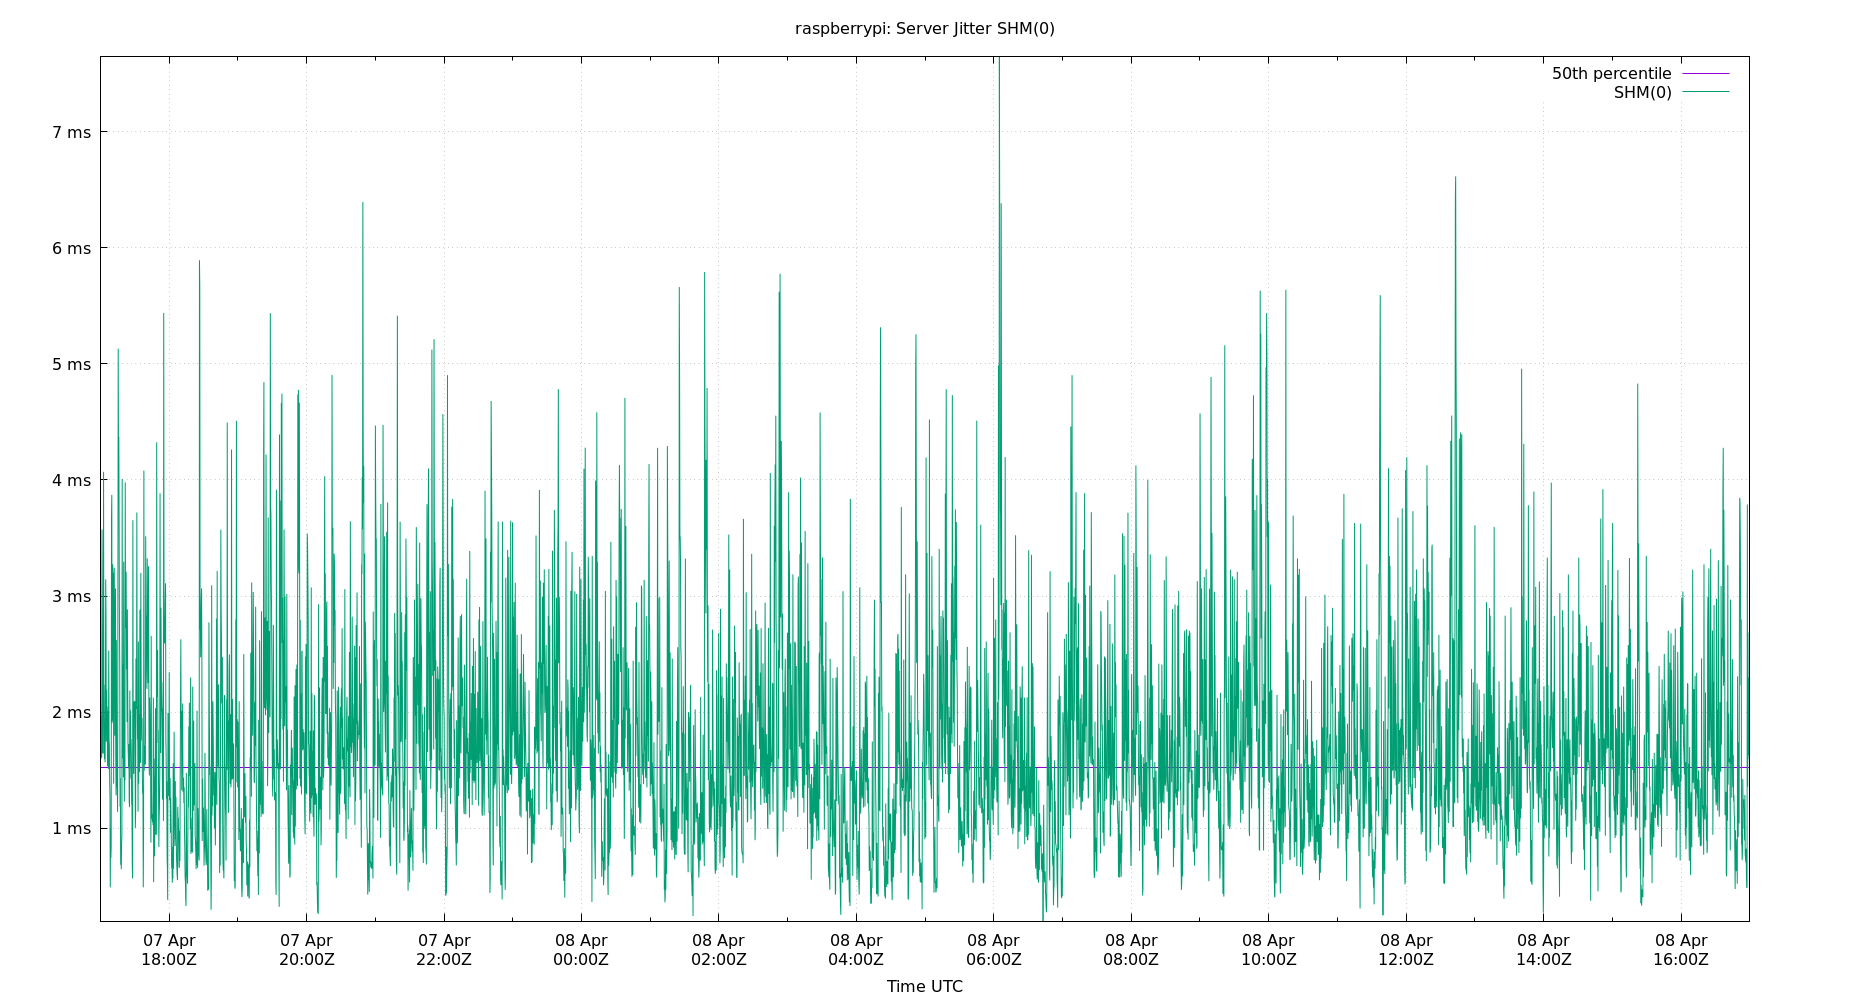 raspberrypi: Server Jitter SHM(0)
50th percentile
SHM(0)
7 ms
6 ms
5 ms
4 ms
3 ms
2 ms
1 ms
07 Apr 07 Apr 07 Apr 08 Apr 08 Apr 08 Apr 08 Apr 08 Apr 08 Apr 08 Apr 08 Apr 08 Apr
18:00Z 20:00Z 22:00Z 00:00Z 02:00Z 04:00Z 06:00Z 08:00Z 10:00Z 12:00Z 14:00Z 16:00Z
Time UTC